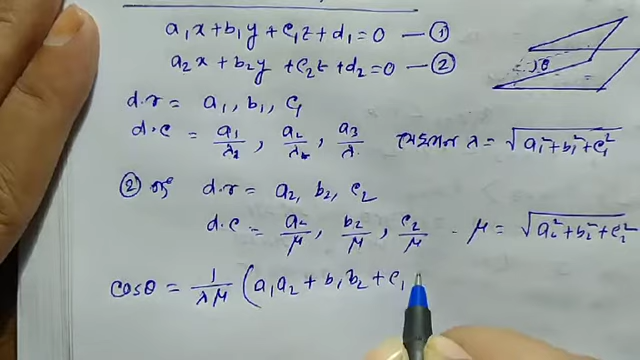 a₁x + b₁y + c₁z + d₁ = 0 — ①
a₂x + b₂y + c₂z + d₂ = 0 — ②
θ
d.r = a₁, b₁, c₁
d.c = a₁/λ, a₂/λ, a₃/λ λ = √(a₁² + b₁² + c₁²)
② d.r = a₂, b₂, c₂
d.c = a₂/μ, b₂/μ, c₂/μ - μ = √(a₂² + b₂² + c₂²)
cosθ = 1/λμ (a₁a₂ + b₁b₂ + c₁